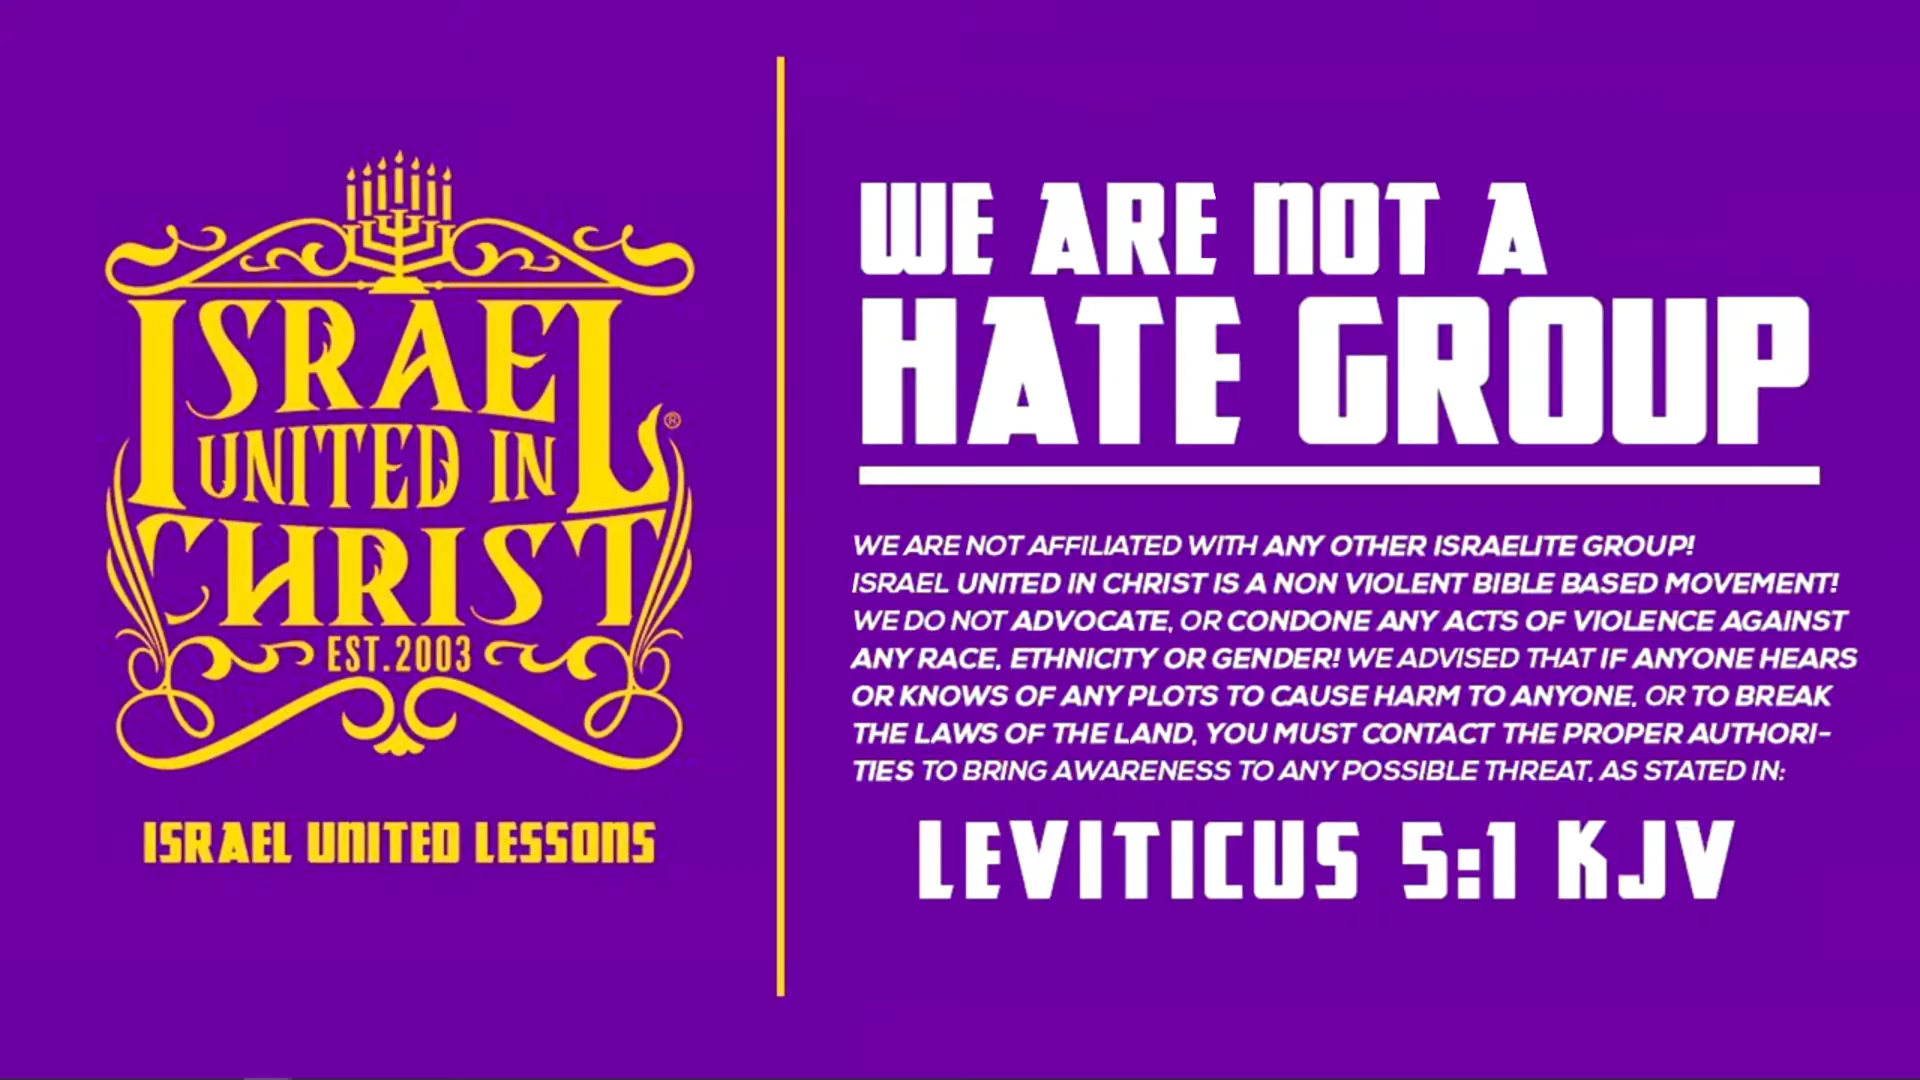 ISRAEL
UNITED IN
CHRIST
®
EST.2003
ISRAEL UNITED LESSONS
WE ARE NOT A
HATE GROUP
WE ARE NOT AFFILIATED WITH ANY OTHER ISRAELITE GROUP!
ISRAEL UNITED IN CHRIST IS A NON VIOLENT BIBLE BASED MOVEMENT!
WE DO NOT ADVOCATE, OR CONDONE ANY ACTS OF VIOLENCE AGAINST
ANY RACE, ETHNICITY OR GENDER! WE ADVISED THAT IF ANYONE HEARS
OR KNOWS OF ANY PLOTS TO CAUSE HARM TO ANYONE, OR TO BREAK
THE LAWS OF THE LAND, YOU MUST CONTACT THE PROPER AUTHORI-
TIES TO BRING AWARENESS TO ANY POSSIBLE THREAT, AS STATED IN:
LEVITICUS 5:1 KJV